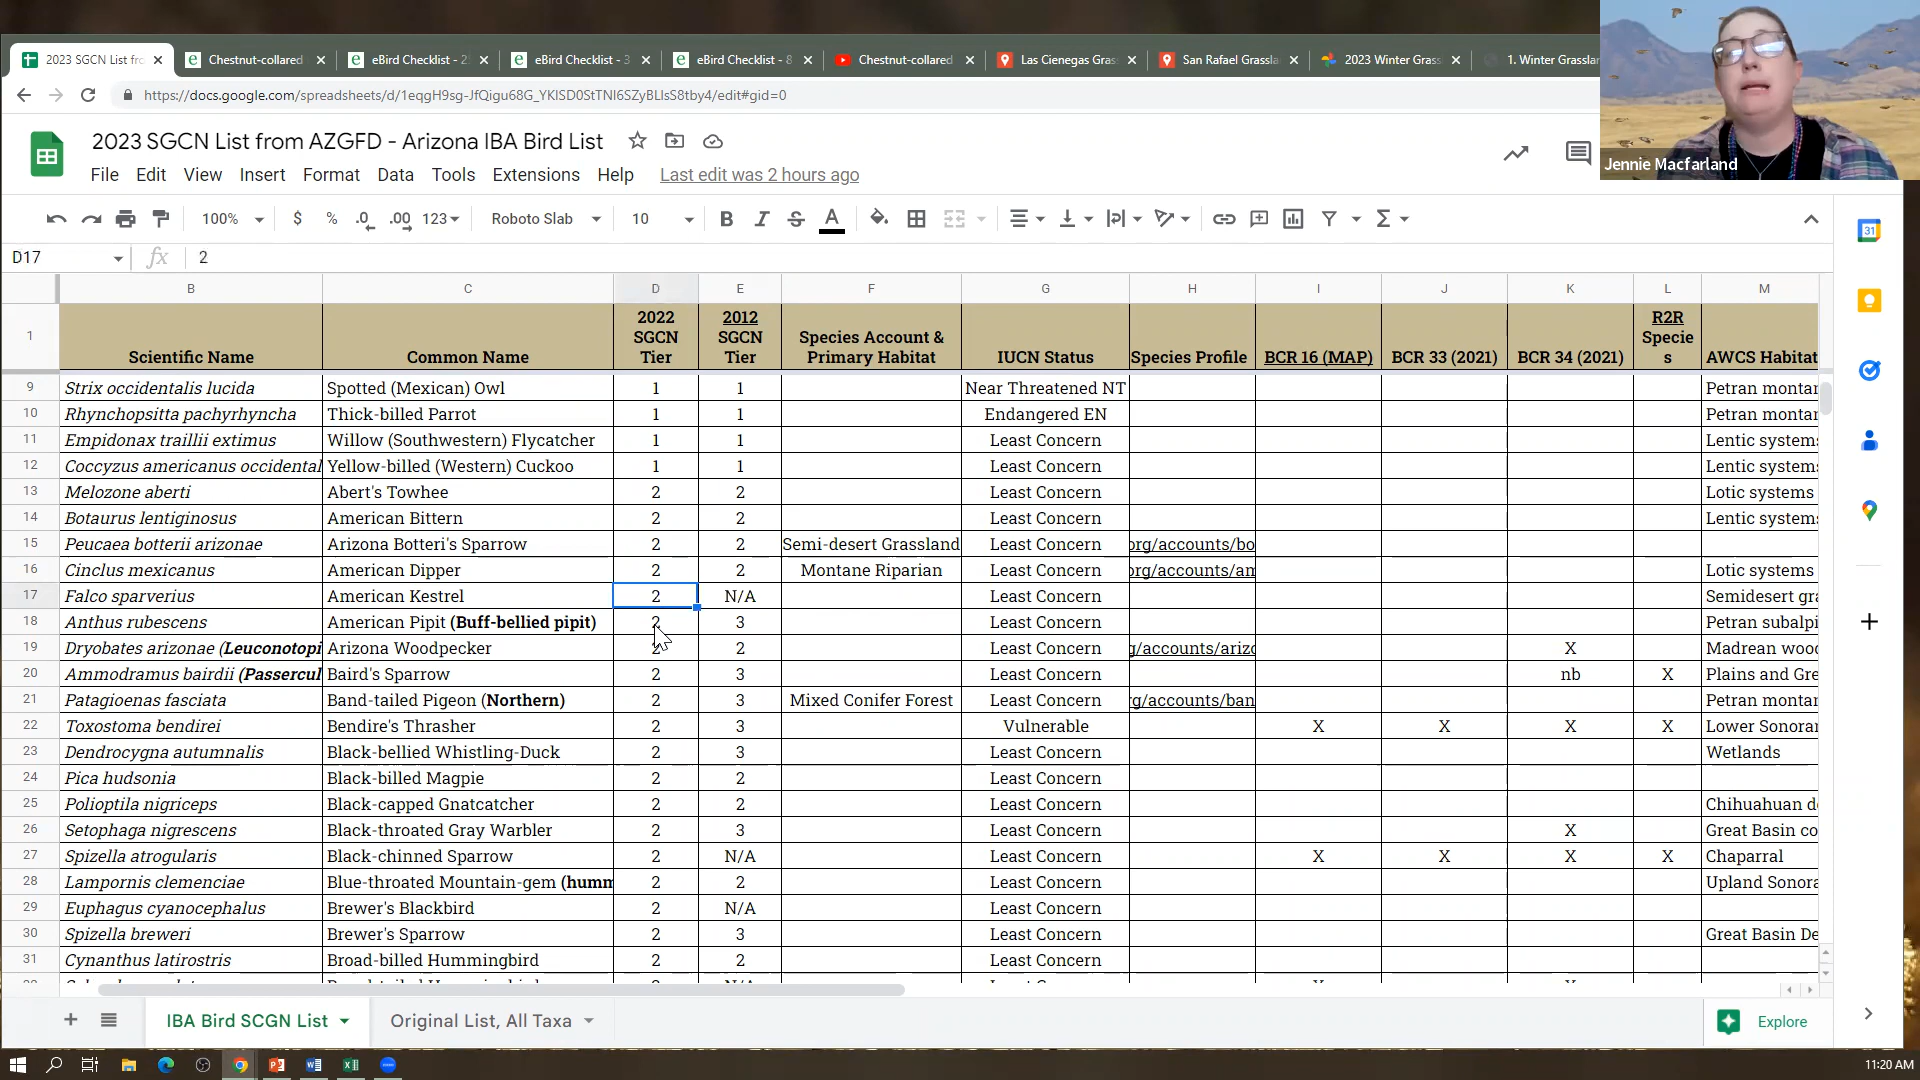 2023 SGCN List fro
Chestnut-collared
eBird Checklist - 2
eBird Checklist - 3
eBird Checklist - 8
Chestnut-collared
Las Cienegas Gras
San Rafael Grassla
2023 Winter Grass
1. Winter Grasslan
https://docs.google.com/spreadsheets/d/1eqgH9sg-JfQigu68G_YKISD0StTNI6SZyBLIsS8tby4/edit#gid=0
2023 SGCN List from AZGFD - Arizona IBA Bird List
Jennie Macfarland
File Edit View Insert Format Data Tools Extensions Help Last edit was 2 hours ago
100% $ % .0 .00 123 Roboto Slab 10 B I S A
31
D17 fx 2
B C D E F G H I J K L M
1 Scientific Name Common Name 2022 SGCN Tier 2012 SGCN Tier Species Account & Primary Habitat IUCN Status Species Profile BCR 16 (MAP) BCR 33 (2021) BCR 34 (2021) R2R Species AWCS Habitat
9 Strix occidentalis lucida Spotted (Mexican) Owl 1 1 Near Threatened NT Petran montan
10 Rhynchopsitta pachyrhyncha Thick-billed Parrot 1 1 Endangered EN Petran montan
11 Empidonax traillii extimus Willow (Southwestern) Flycatcher 1 1 Least Concern Lentic systems
12 Coccyzus americanus occidental Yellow-billed (Western) Cuckoo 1 1 Least Concern Lentic systems
13 Melozone aberti Abert's Towhee 2 2 Least Concern Lotic systems
14 Botaurus lentiginosus American Bittern 2 2 Least Concern Lentic systems
15 Peucaea botterii arizonae Arizona Botteri's Sparrow 2 2 Semi-desert Grassland Least Concern org/accounts/bo
16 Cinclus mexicanus American Dipper 2 2 Montane Riparian Least Concern org/accounts/am Lotic systems
17 Falco sparverius American Kestrel 2 N/A Least Concern Semidesert gra
18 Anthus rubescens American Pipit (Buff-bellied pipit) 2 3 Least Concern Petran subalpi
19 Dryobates arizonae (Leuconotopi Arizona Woodpecker 2 2 Least Concern g/accounts/arizo X Madrean wood
20 Ammodramus bairdii (Passercul Baird's Sparrow 2 3 Least Concern nb X Plains and Gre
21 Patagioenas fasciata Band-tailed Pigeon (Northern) 2 3 Mixed Conifer Forest Least Concern rg/accounts/ban Petran montan
22 Toxostoma bendirei Bendire's Thrasher 2 3 Vulnerable X X X X Lower Sonoran
23 Dendrocygna autumnalis Black-bellied Whistling-Duck 2 3 Least Concern Wetlands
24 Pica hudsonia Black-billed Magpie 2 2 Least Concern
25 Polioptila nigriceps Black-capped Gnatcatcher 2 2 Least Concern Chihuahuan de
26 Setophaga nigrescens Black-throated Gray Warbler 2 3 Least Concern X Great Basin co
27 Spizella atrogularis Black-chinned Sparrow 2 N/A Least Concern X X X X Chaparral
28 Lampornis clemenciae Blue-throated Mountain-gem (humm 2 2 Least Concern Upland Sonora
29 Euphagus cyanocephalus Brewer's Blackbird 2 N/A Least Concern
30 Spizella breweri Brewer's Sparrow 2 3 Least Concern Great Basin De
31 Cynanthus latirostris Broad-billed Hummingbird 2 2 Least Concern
IBA Bird SCGN List Original List, All Taxa Explore
11:20 AM